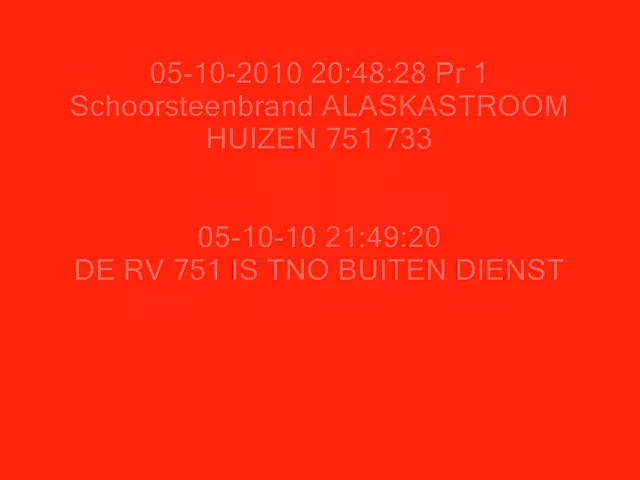 05-10-2010 20:48:28 Pr 1
Schoorsteenbrand ALASKASTROOM
HUIZEN 751 733
05-10-10 21:49:20
DE RV 751 IS TNO BUITEN DIENST